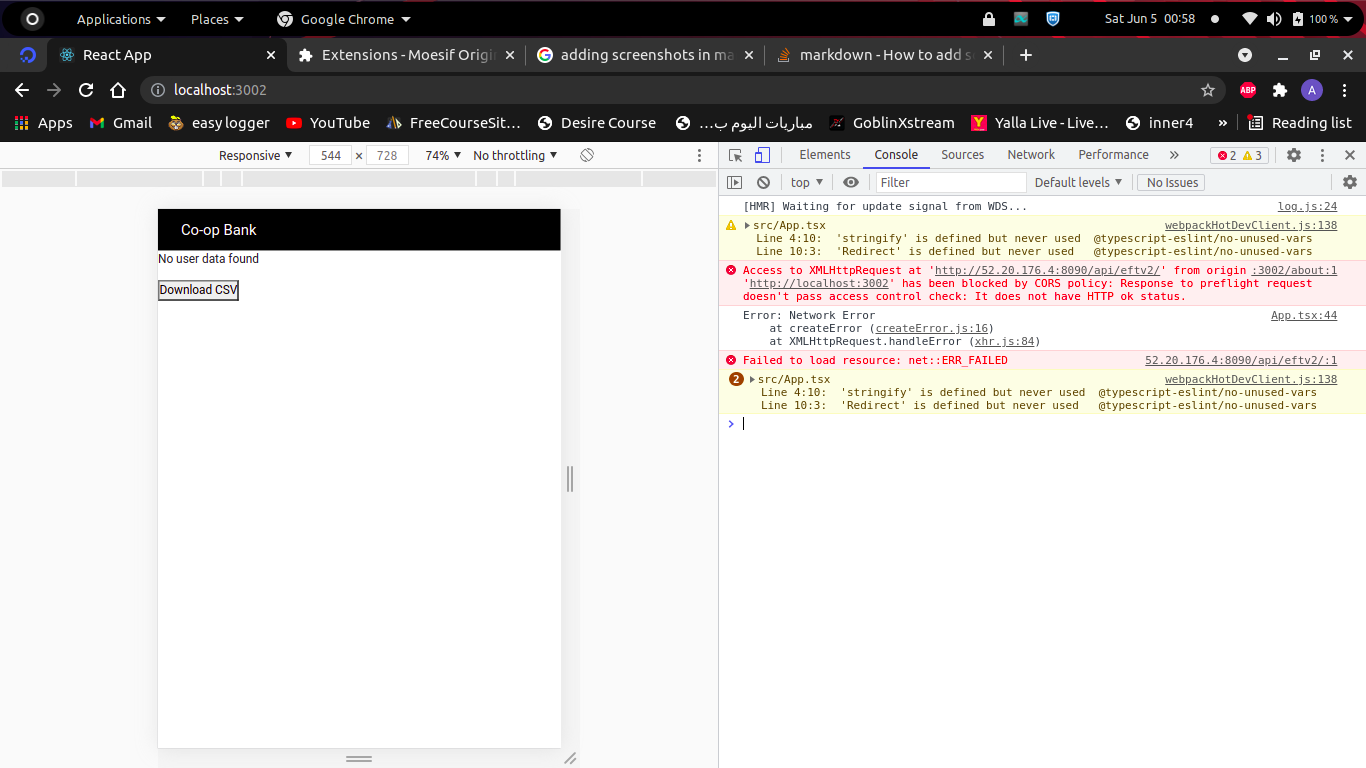 Applications Places Google Chrome Sat Jun 5 00:58 100 %
React App Extensions - Moesif Origi adding screenshots in ma markdown - How to add s
localhost:3002 ABP A
Apps Gmail easy logger YouTube FreeCourseSit… Desire Course مباريات اليوم ب… GoblinXstream Yalla Live - Live… inner4 » Reading list
Responsive 544 × 728 74% No throttling
Elements Console Sources Network Performance » 2 3
top Filter Default levels No Issues
Co-op Bank
No user data found
Download CSV
[HMR] Waiting for update signal from WDS... log.js:24
src/App.tsx webpackHotDevClient.js:138
Line 4:10: 'stringify' is defined but never used @typescript-eslint/no-unused-vars
Line 10:3: 'Redirect' is defined but never used @typescript-eslint/no-unused-vars
Access to XMLHttpRequest at 'http://52.20.176.4:8090/api/eftv2/' from origin :3002/about:1
'http://localhost:3002' has been blocked by CORS policy: Response to preflight request
doesn't pass access control check: It does not have HTTP ok status.
Error: Network Error App.tsx:44
at createError (createError.js:16)
at XMLHttpRequest.handleError (xhr.js:84)
Failed to load resource: net::ERR_FAILED 52.20.176.4:8090/api/eftv2/:1
2 src/App.tsx webpackHotDevClient.js:138
Line 4:10: 'stringify' is defined but never used @typescript-eslint/no-unused-vars
Line 10:3: 'Redirect' is defined but never used @typescript-eslint/no-unused-vars